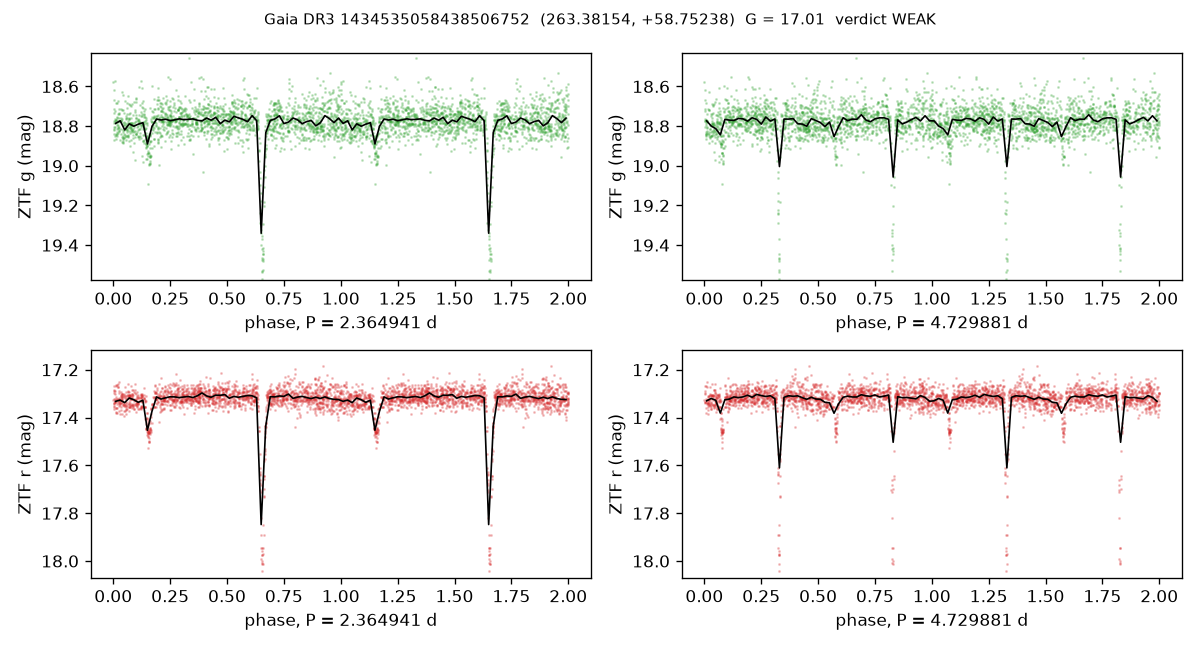 Gaia DR3 1434535058438506752 (263.38154, +58.75238) G = 17.01 verdict WEAK
ZTF g (mag)
18.6
18.8
19.0
19.2
19.4
0.00 0.25 0.50 0.75 1.00 1.25 1.50 1.75 2.00
phase, P = 2.364941 d
ZTF g (mag)
18.6
18.8
19.0
19.2
19.4
0.00 0.25 0.50 0.75 1.00 1.25 1.50 1.75 2.00
phase, P = 4.729881 d
ZTF r (mag)
17.2
17.4
17.6
17.8
18.0
0.00 0.25 0.50 0.75 1.00 1.25 1.50 1.75 2.00
phase, P = 2.364941 d
ZTF r (mag)
17.2
17.4
17.6
17.8
18.0
0.00 0.25 0.50 0.75 1.00 1.25 1.50 1.75 2.00
phase, P = 4.729881 d